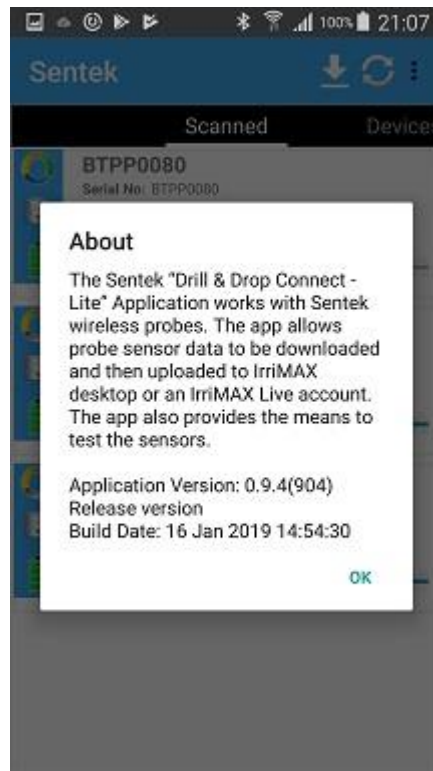 100% 21:07
Sentek
Scanned Devices
BTPP0080
Serial No: BTPP0080
About
The Sentek "Drill & Drop Connect -
Lite" Application works with Sentek
wireless probes. The app allows
probe sensor data to be downloaded
and then uploaded to IrriMAX
desktop or an IrriMAX Live account.
The app also provides the means to
test the sensors.
Application Version: 0.9.4(904)
Release version
Build Date: 16 Jan 2019 14:54:30
OK